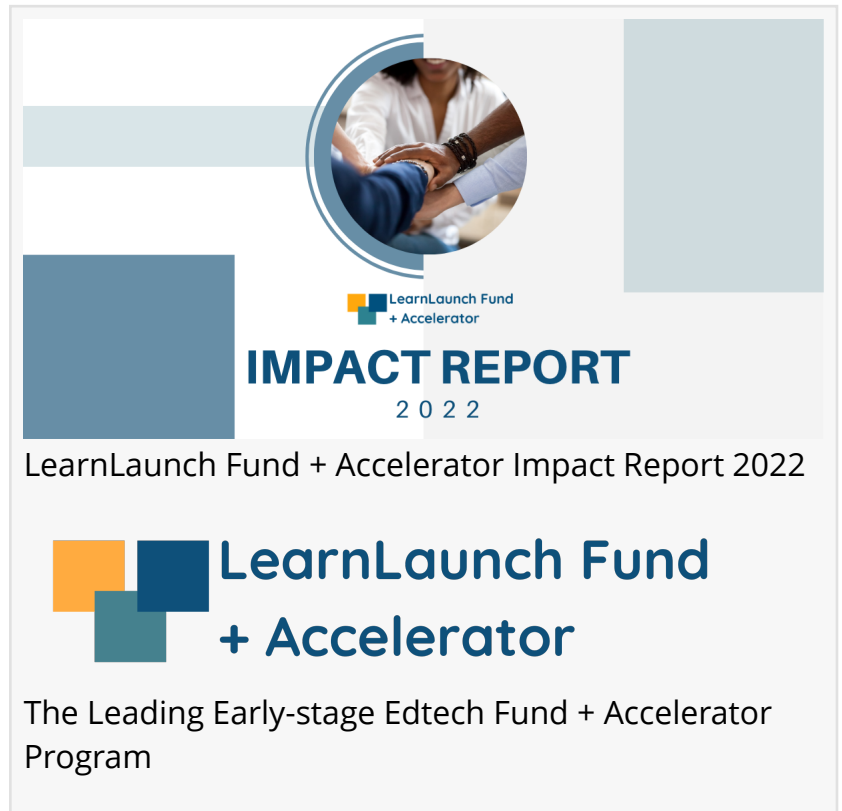 LearnLaunch Fund
+ Accelerator
IMPACT REPORT
2022
LearnLaunch Fund + Accelerator Impact Report 2022
LearnLaunch Fund
+ Accelerator
The Leading Early-stage Edtech Fund + Accelerator
Program